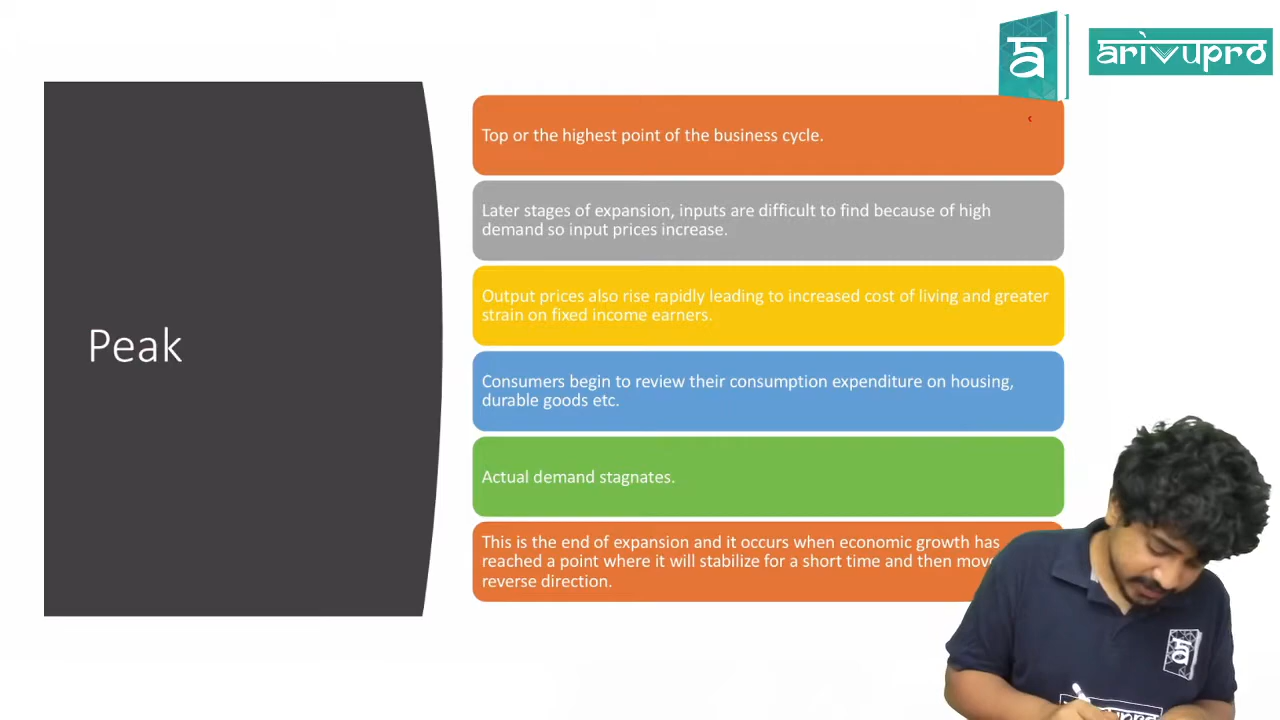 arivupro
Peak
Top or the highest point of the business cycle.
Later stages of expansion, inputs are difficult to find because of high
demand so input prices increase.
Output prices also rise rapidly leading to increased cost of living and greater
strain on fixed income earners.
Consumers begin to review their consumption expenditure on housing,
durable goods etc.
Actual demand stagnates.
This is the end of expansion and it occurs when economic growth has
reached a point where it will stabilize for a short time and then
reverse direction.
arivupro